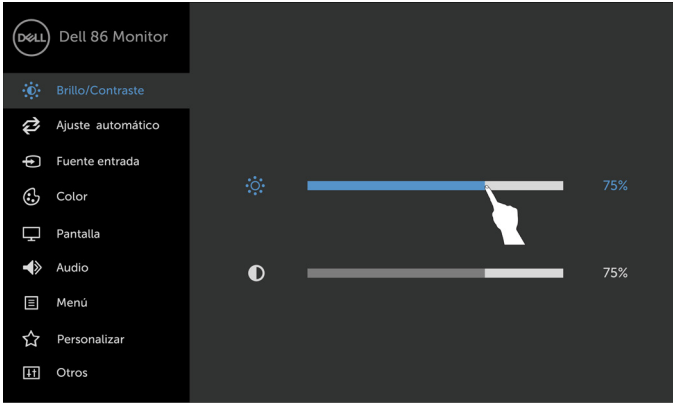 DELL
Dell 86 Monitor
Brillo/Contraste
Ajuste automático
Fuente entrada
Color
Pantalla
Audio
Menú
Personalizar
Otros
75%
75%